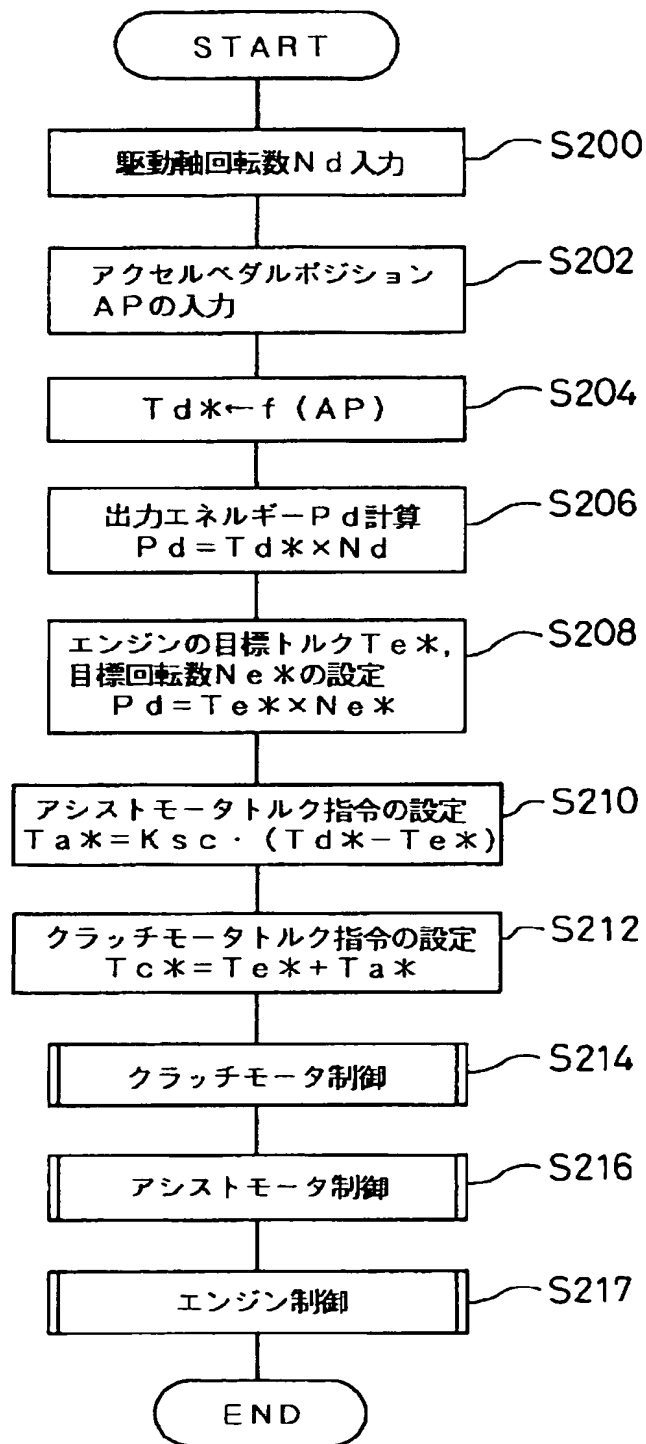 START
駆動軸回転数Nd入力
S200
アクセルペダルポジション
APの入力
S202
Td*←f(AP)
S204
出力エネルギーPd計算
Pd=Td*×Nd
S206
エンジンの目標トルクTe*,
目標回転数Ne*の設定
Pd=Te*×Ne*
S208
アシストモータトルク指令の設定
Ta*=Ksc・(Td*-Te*)
S210
クラッチモータトルク指令の設定
Tc*=Te*+Ta*
S212
クラッチモータ制御
S214
アシストモータ制御
S216
エンジン制御
S217
END